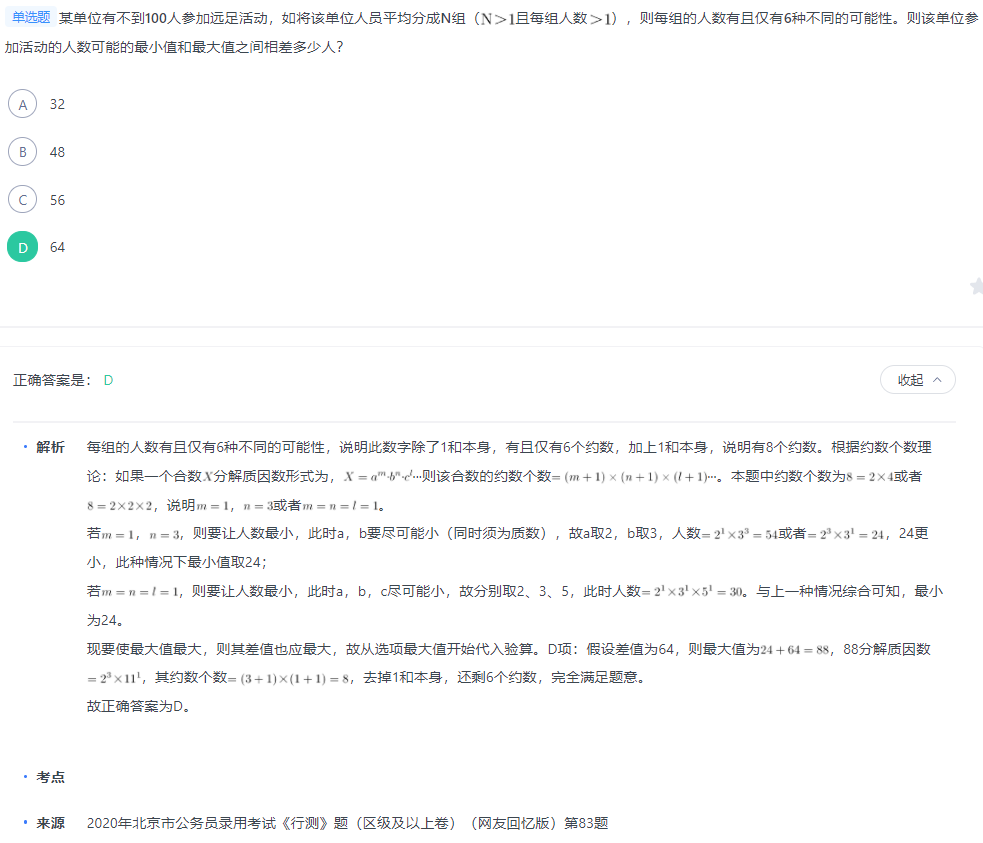 单选题 某单位有不到100人参加远足活动，如将该单位人员平均分成N组（N＞1且每组人数＞1），则每组的人数有且仅有6种不同的可能性。则该单位参
加活动的人数可能的最小值和最大值之间相差多少人？
A 32
B 48
C 56
D 64
正确答案是： D
收起
· 解析 每组的人数有且仅有6种不同的可能性，说明此数字除了1和本身，有且仅有6个约数，加上1和本身，说明有8个约数。根据约数个数理
论：如果一个合数X分解质因数形式为，X = a^m·b^n·c^l···则该合数的约数个数= (m + 1) × (n + 1) × (l + 1)···。本题中约数个数为8 = 2×4或者
8 = 2×2×2，说明m = 1，n = 3或者m = n = l = 1。
若m = 1，n = 3，则要让人数最小，此时a，b要尽可能小（同时须为质数），故a取2，b取3，人数= 2^1×3^3 = 54或者= 2^3×3^1 = 24，24更
小，此种情况下最小值取24；
若m = n = l = 1，则要让人数最小，此时a，b，c尽可能小，故分别取2、3、5，此时人数= 2^1×3^1×5^1 = 30。与上一种情况综合可知，最小
为24。
现要使最大值最大，则其差值也应最大，故从选项最大值开始代入验算。D项：假设差值为64，则最大值为24 + 64 = 88，88分解质因数
= 2^3×11^1，其约数个数= (3 + 1)×(1 + 1) = 8，去掉1和本身，还剩6个约数，完全满足题意。
故正确答案为D。
· 考点
· 来源 2020年北京市公务员录用考试《行测》题（区级及以上卷）（网友回忆版）第83题